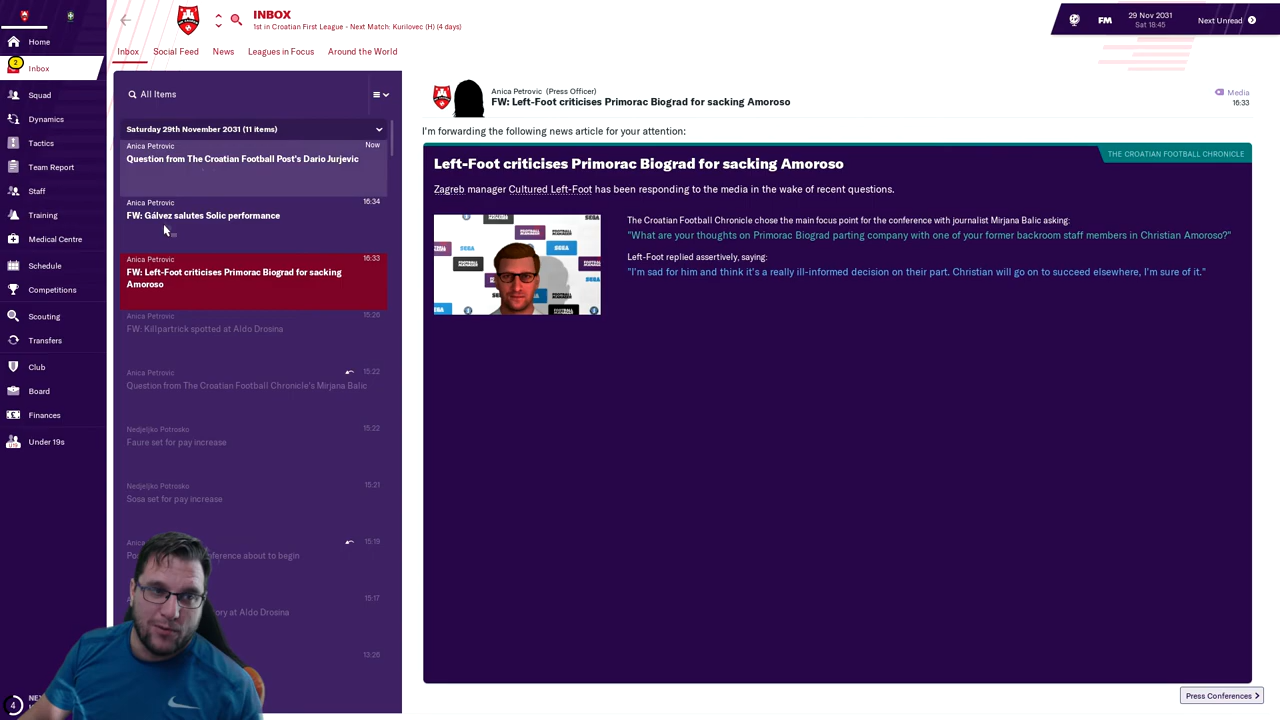 INBOX
1st in Croatian First League - Next Match: Kurilovec (H) (4 days)
FM
29 Nov 2031
Sat 18:45
Next Unread
Inbox
Social Feed
News
Leagues in Focus
Around the World
Home
2
Inbox
Squad
Dynamics
Tactics
Team Report
Staff
Training
Medical Centre
Schedule
Competitions
Scouting
Transfers
Club
Board
Finances
Under 19s
4
All Items
Saturday 29th November 2031 (11 items)
Anica Petrovic
Now
Question from The Croatian Football Post's Dario Jurjevic
Anica Petrovic
16:34
FW: Gálvez salutes Solic performance
Anica Petrovic
16:33
FW: Left-Foot criticises Primorac Biograd for sacking
Amoroso
Anica Petrovic
15:28
FW: Killpartrick spotted at Aldo Drosina
Anica Petrovic
15:22
Question from The Croatian Football Chronicle's Mirjana Balic
Nedjeljko Potrosko
15:22
Faure set for pay increase
Nedjeljko Potrosko
15:21
Sosa set for pay increase
15:19
about to begin
15:17
at Aldo Drosina
13:28
Anica Petrovic (Press Officer)
FW: Left-Foot criticises Primorac Biograd for sacking Amoroso
Media
16:33
I'm forwarding the following news article for your attention:
Left-Foot criticises Primorac Biograd for sacking Amoroso
THE CROATIAN FOOTBALL CHRONICLE
Zagreb manager Cultured Left-Foot has been responding to the media in the wake of recent questions.
The Croatian Football Chronicle chose the main focus point for the conference with journalist Mirjana Balic asking:
"What are your thoughts on Primorac Biograd parting company with one of your former backroom staff members in Christian Amoroso?"
Left-Foot replied assertively, saying:
"I'm sad for him and think it's a really ill-informed decision on their part. Christian will go on to succeed elsewhere, I'm sure of it."
SEGA
Press Conferences